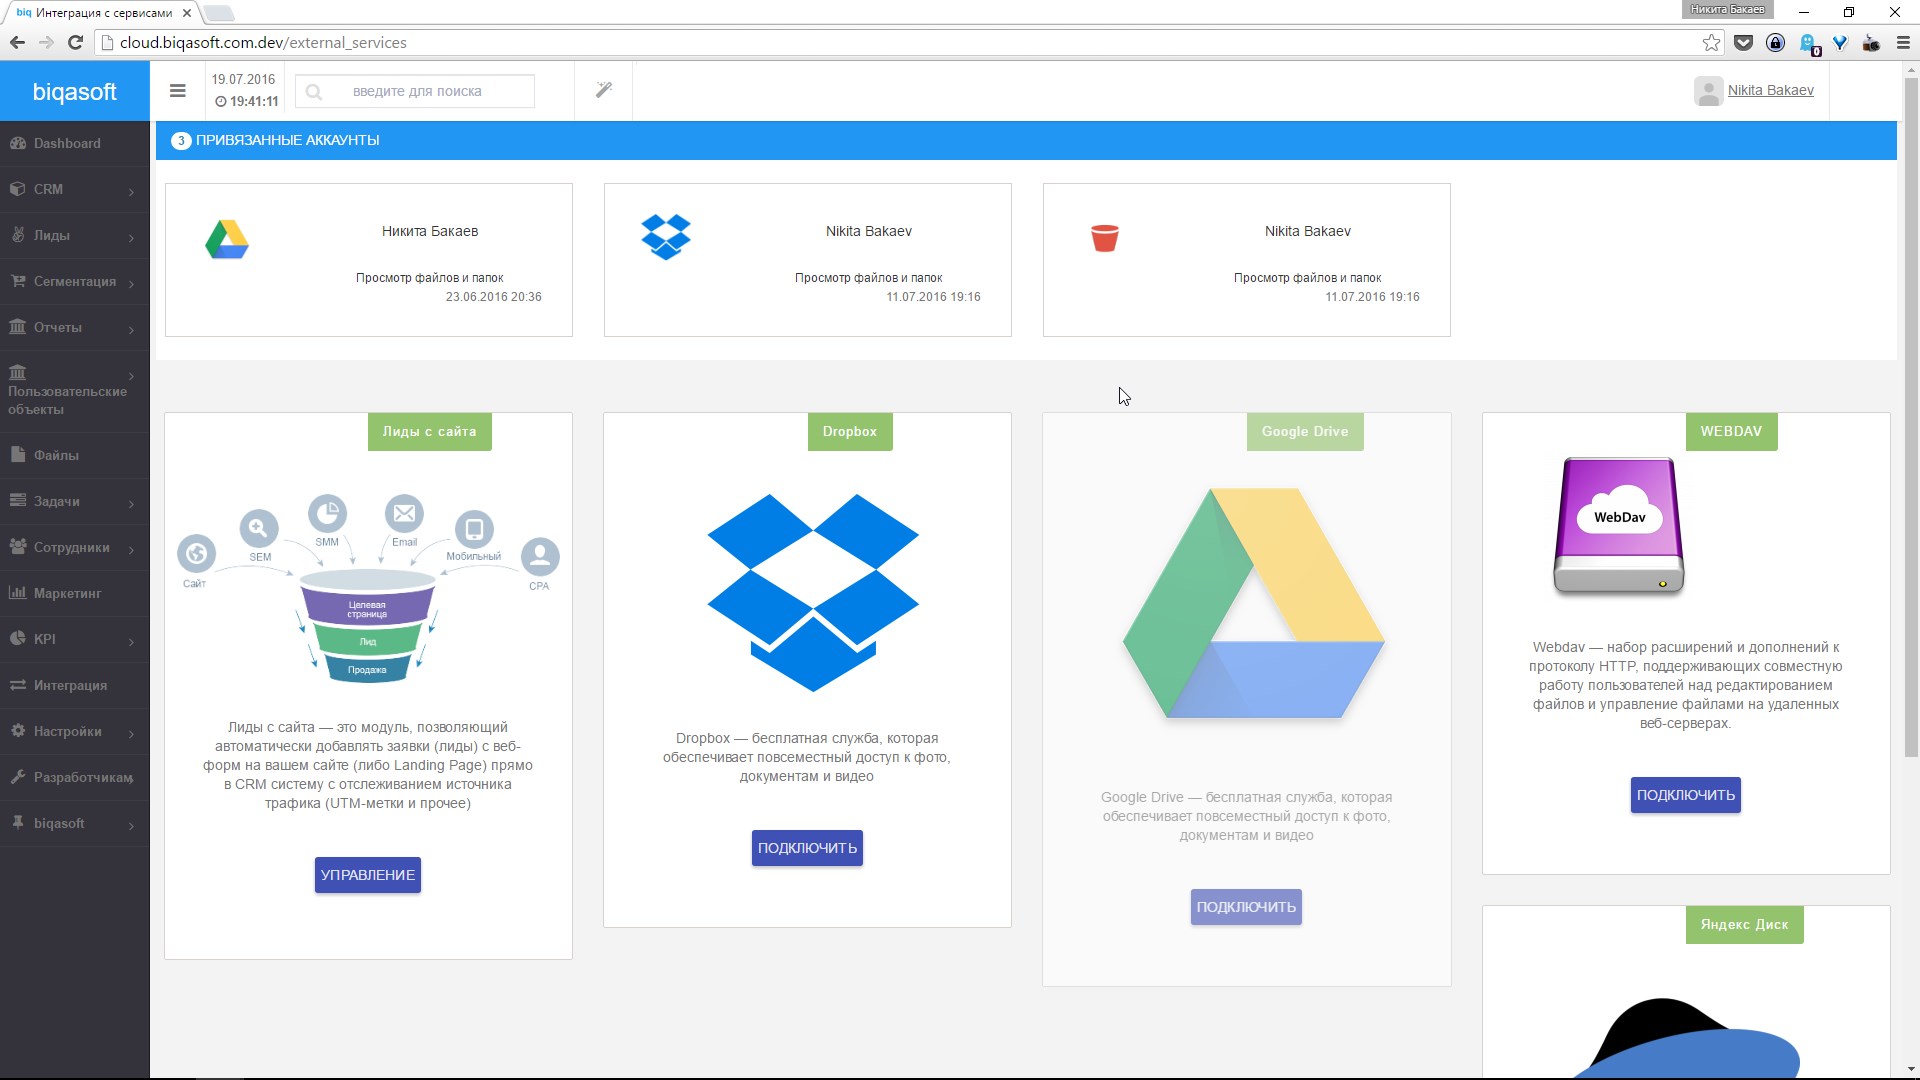 biq Интеграция с сервисами
Никита Бакаев
cloud.biqasoft.com.dev/external_services
biqasoft
19.07.2016
19:41:11
введите для поиска
Nikita Bakaev
Dashboard
CRM
Лиды
Сегментация
Отчеты
Пользовательские
объекты
Файлы
Задачи
Сотрудники
Маркетинг
KPI
Интеграция
Настройки
Разработчикам
biqasoft
3 ПРИВЯЗАННЫЕ АККАУНТЫ
Никита Бакаев
Просмотр файлов и папок
23.06.2016 20:36
Nikita Bakaev
Просмотр файлов и папок
11.07.2016 19:16
Nikita Bakaev
Просмотр файлов и папок
11.07.2016 19:16
Лиды с сайта
Сайт
SEM
SMM
Email
Мобильный
CPA
Целевая
страница
Лид
Продажа
Лиды с сайта — это модуль, позволяющий
автоматически добавлять заявки (лиды) с веб-
форм на вашем сайте (либо Landing Page) прямо
в CRM систему с отслеживанием источника
трафика (UTM-метки и прочее)
УПРАВЛЕНИЕ
Dropbox
Dropbox — бесплатная служба, которая
обеспечивает повсеместный доступ к фото,
документам и видео
ПОДКЛЮЧИТЬ
Google Drive
Google Drive — бесплатная служба, которая
обеспечивает повсеместный доступ к фото,
документам и видео
ПОДКЛЮЧИТЬ
WEBDAV
WebDav
Webdav — набор расширений и дополнений к
протоколу HTTP, поддерживающих совместную
работу пользователей над редактированием
файлов и управление файлами на удаленных
веб-серверах.
ПОДКЛЮЧИТЬ
Яндекс Диск